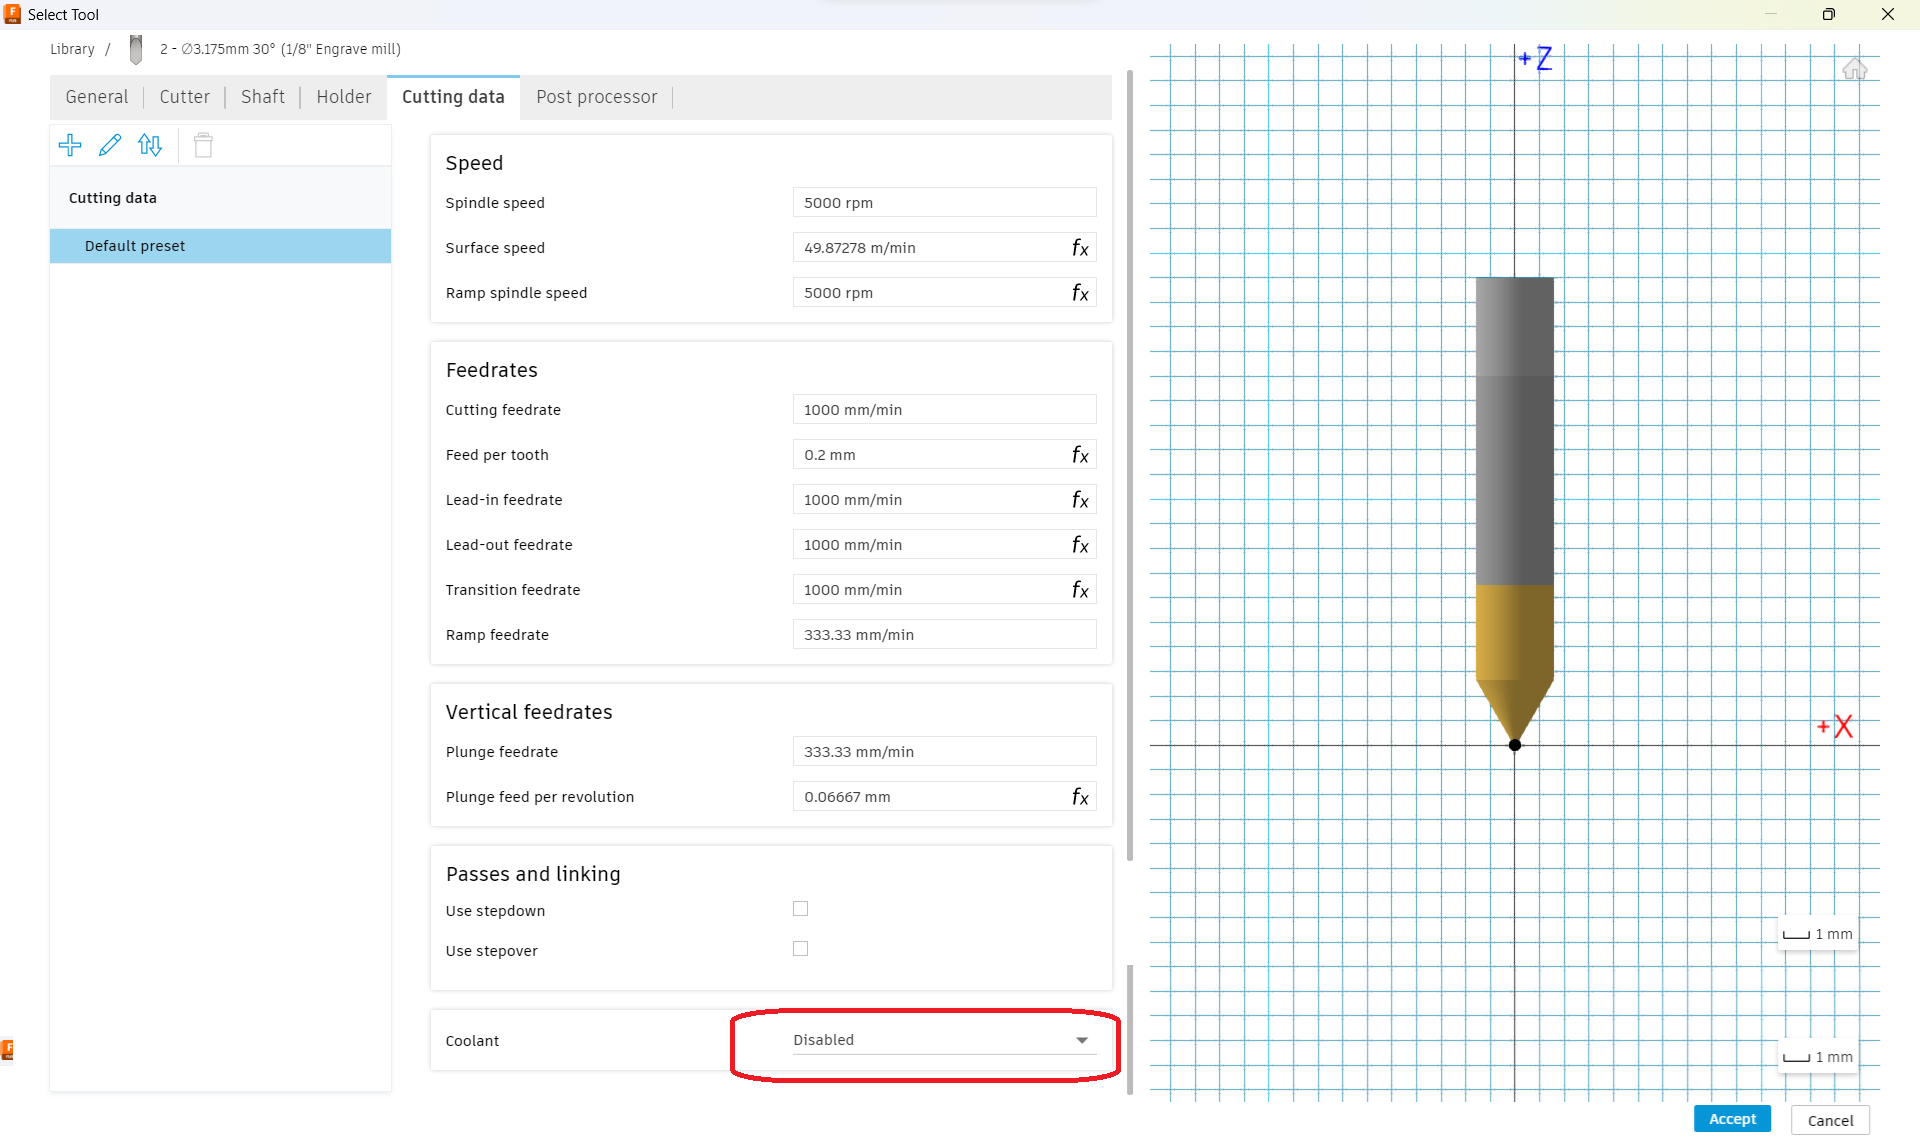 Select Tool
Library / 2 - ∅3.175mm 30° (1/8" Engrave mill)
General Cutter Shaft Holder Cutting data Post processor
Cutting data
Default preset
Speed
Spindle speed 5000 rpm
Surface speed 49.87278 m/min fx
Ramp spindle speed 5000 rpm fx
Feedrates
Cutting feedrate 1000 mm/min
Feed per tooth 0.2 mm fx
Lead-in feedrate 1000 mm/min fx
Lead-out feedrate 1000 mm/min fx
Transition feedrate 1000 mm/min fx
Ramp feedrate 333.33 mm/min
Vertical feedrates
Plunge feedrate 333.33 mm/min
Plunge feed per revolution 0.06667 mm fx
Passes and linking
Use stepdown
Use stepover
Coolant Disabled
+Z
+X
1 mm
1 mm
Accept Cancel